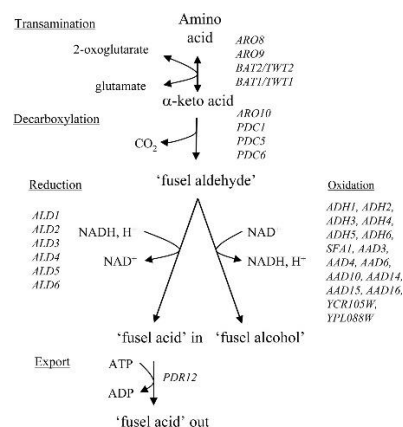 Transamination
Amino
acid
2-oxoglutarate
glutamate
ARO8
ARO9
BAT2/TWT2
BAT1/TWT1
α-keto acid
Decarboxylation
CO₂
ARO10
PDC1
PDC5
PDC6
'fusel aldehyde'
Reduction
ALD1
ALD2
ALD3
ALD4
ALD5
ALD6
NADH, H⁻
NAD⁺
NAD⁻
NADH, H⁺
Oxidation
ADH1, ADH2,
ADH3, ADH4,
ADH5, ADH6,
SFA1, AAD3,
AAD4, AAD6,
AAD10, AAD14,
AAD15, AAD16,
YCR105W,
YPL088W
'fusel acid' in
'fusel alcohol'
Export
ATP
ADP
PDR12
'fusel acid' out